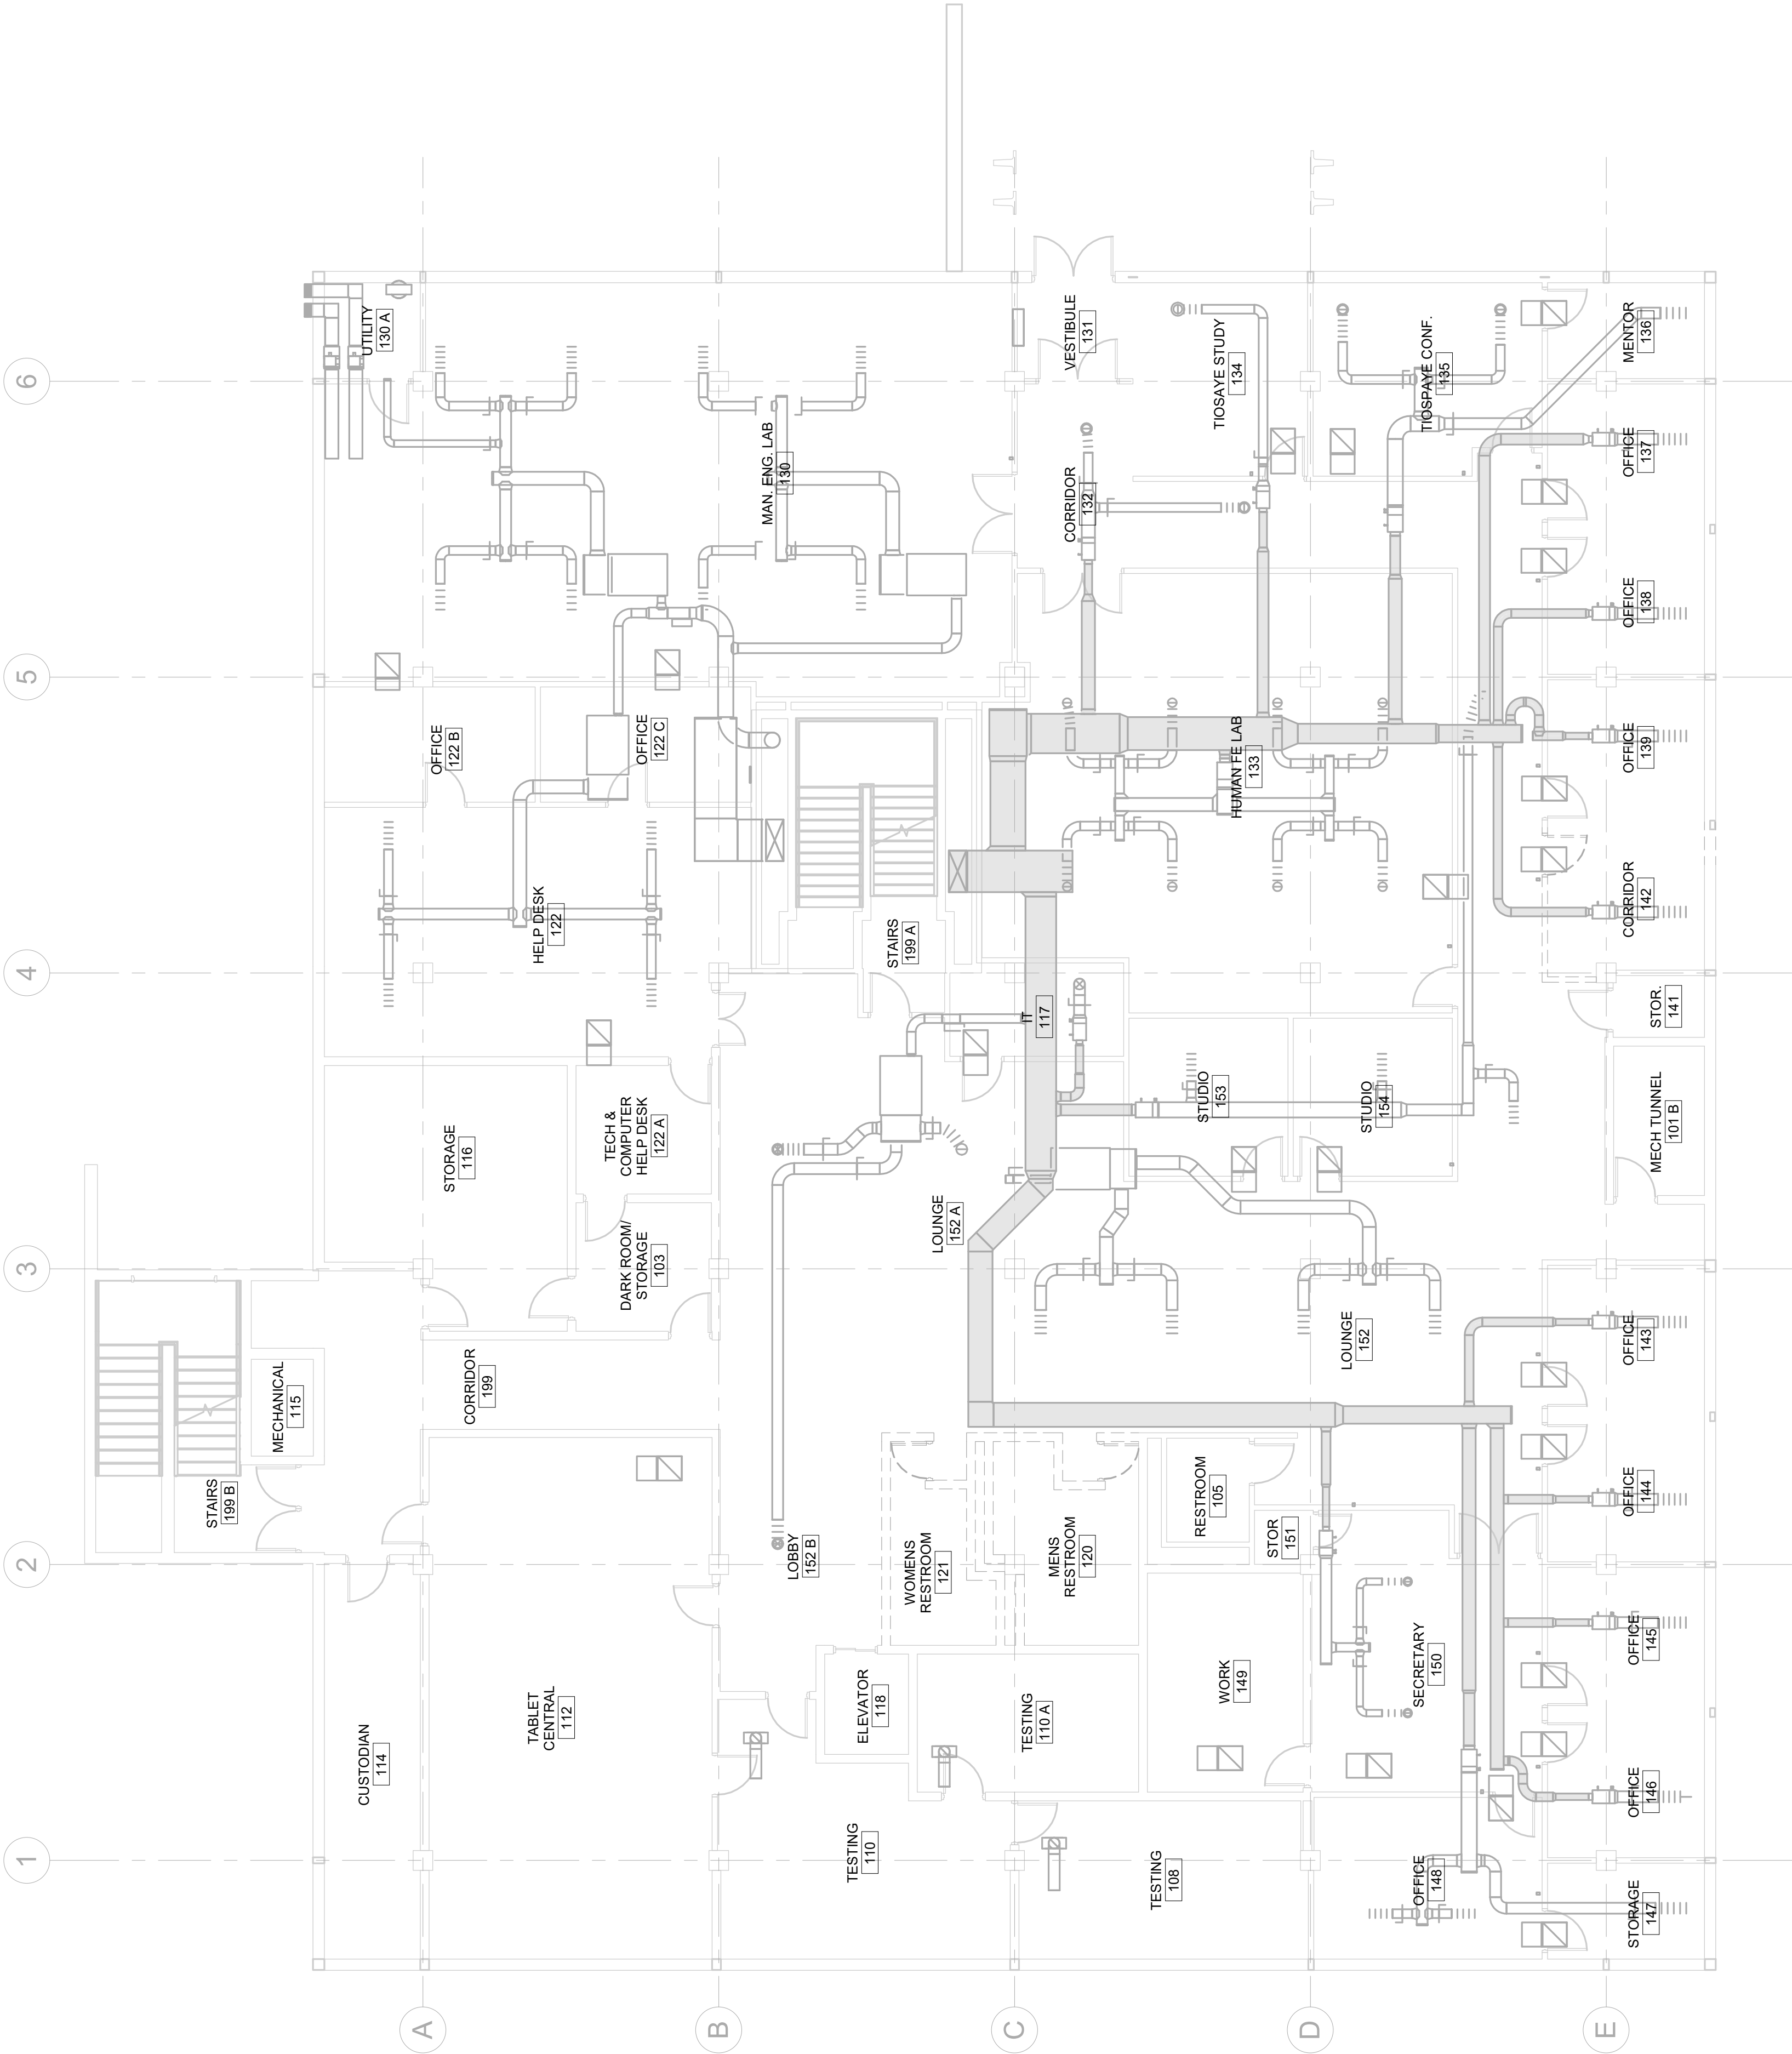 6
5
4
3
2
1
A
B
C
D
E
UTILITY
130 A
MAN. ENG. LAB
130
VESTIBULE
131
CORRIDOR
132
TIOSAYE STUDY
134
TIOSPAYE CONF.
135
MENTOR
136
OFFICE
137
OFFICE
138
OFFICE
139
CORRIDOR
142
HUMAN FE LAB
133
OFFICE
122 B
OFFICE
122 C
HELP DESK
122
STAIRS
199 A
IT
117
STUDIO
153
STUDIO
154
STOR.
141
MECH TUNNEL
101 B
STORAGE
116
TECH &
COMPUTER
HELP DESK
122 A
DARK ROOM/
STORAGE
103
LOUNGE
152 A
LOUNGE
152
MECHANICAL
115
CORRIDOR
199
STAIRS
199 B
LOBBY
152 B
WOMENS
RESTROOM
121
MENS
RESTROOM
120
RESTROOM
105
STOR
151
OFFICE
143
OFFICE
144
OFFICE
145
OFFICE
146
CUSTODIAN
114
TABLET
CENTRAL
112
ELEVATOR
118
TESTING
110 A
WORK
149
SECRETARY
150
TESTING
110
TESTING
108
OFFICE
148
STORAGE
147